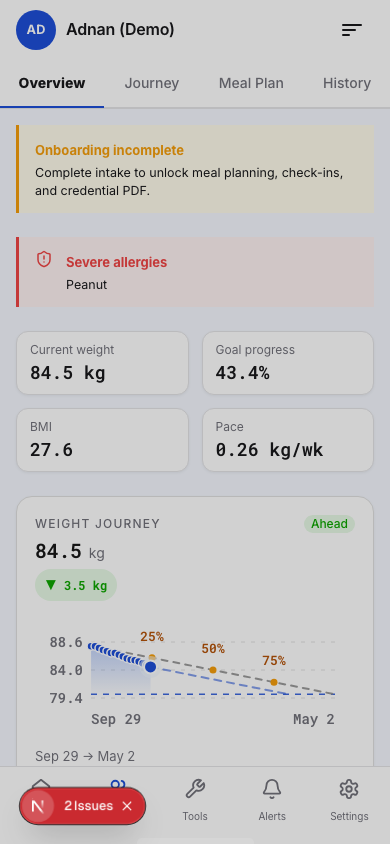 AD
Adnan (Demo)
Overview
Journey
Meal Plan
History
Onboarding incomplete
Complete intake to unlock meal planning, check-ins,
and credential PDF.
Severe allergies
Peanut
Current weight
84.5 kg
Goal progress
43.4%
BMI
27.6
Pace
0.26 kg/wk
WEIGHT JOURNEY
Ahead
84.5 kg
▼ 3.5 kg
88.6
84.0
79.4
25%
50%
75%
Sep 29
May 2
Sep 29 → May 2
N
2 Issues
Tools
Alerts
Settings